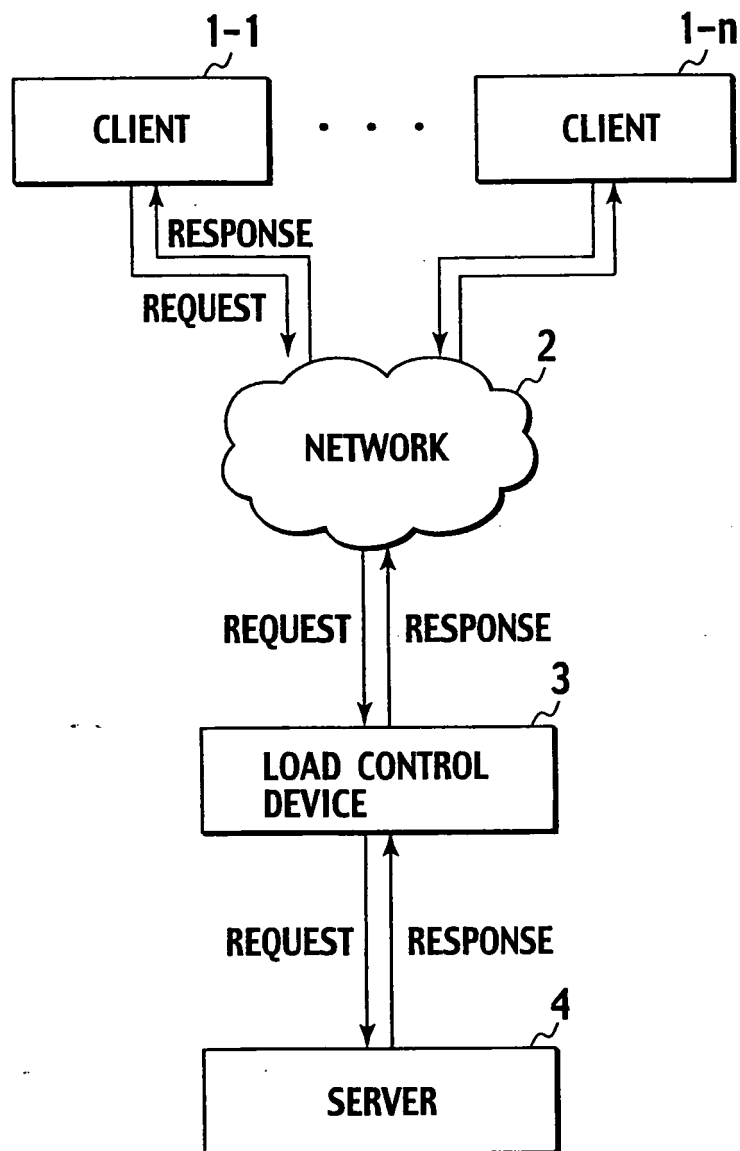 1-1
1-n
CLIENT
. . .
CLIENT
RESPONSE
REQUEST
2
NETWORK
REQUEST
RESPONSE
3
LOAD CONTROL
DEVICE
REQUEST
RESPONSE
4
SERVER